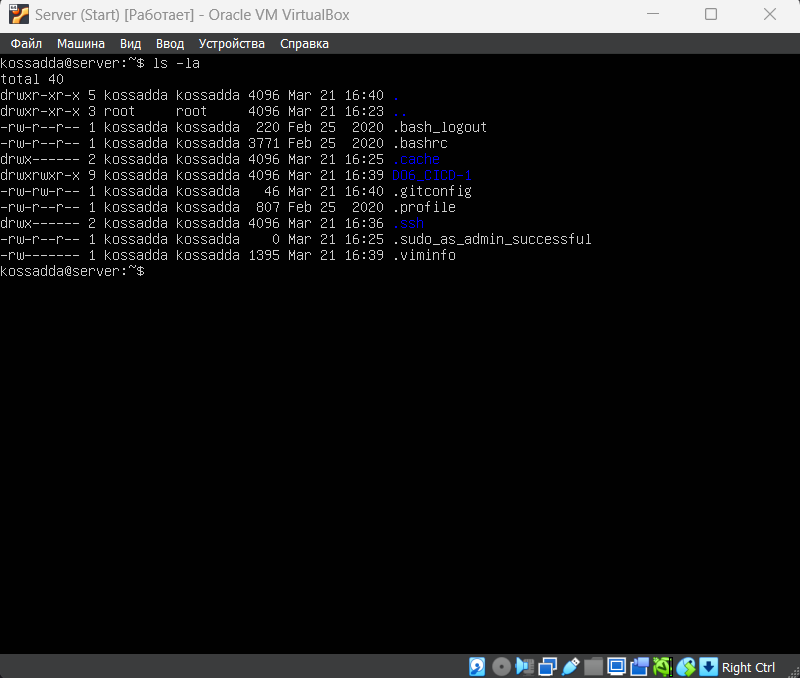 Server (Start) [Работает] - Oracle VM VirtualBox
Файл Машина Вид Ввод Устройства Справка
kossadda@server:~$ ls -la
total 40
drwxr-xr-x 5 kossadda kossadda 4096 Mar 21 16:40 .
drwxr-xr-x 3 root     root     4096 Mar 21 16:23 ..
-rw-r--r-- 1 kossadda kossadda  220 Feb 25  2020 .bash_logout
-rw-r--r-- 1 kossadda kossadda 3771 Feb 25  2020 .bashrc
drwx------ 2 kossadda kossadda 4096 Mar 21 16:25 .cache
drwxrwxr-x 9 kossadda kossadda 4096 Mar 21 16:39 DO6_CICD-1
-rw-rw-r-- 1 kossadda kossadda   46 Mar 21 16:40 .gitconfig
-rw-r--r-- 1 kossadda kossadda  807 Feb 25  2020 .profile
drwx------ 2 kossadda kossadda 4096 Mar 21 16:36 .ssh
-rw-r--r-- 1 kossadda kossadda    0 Mar 21 16:25 .sudo_as_admin_successful
-rw------- 1 kossadda kossadda 1395 Mar 21 16:39 .viminfo
kossadda@server:~$
Right Ctrl